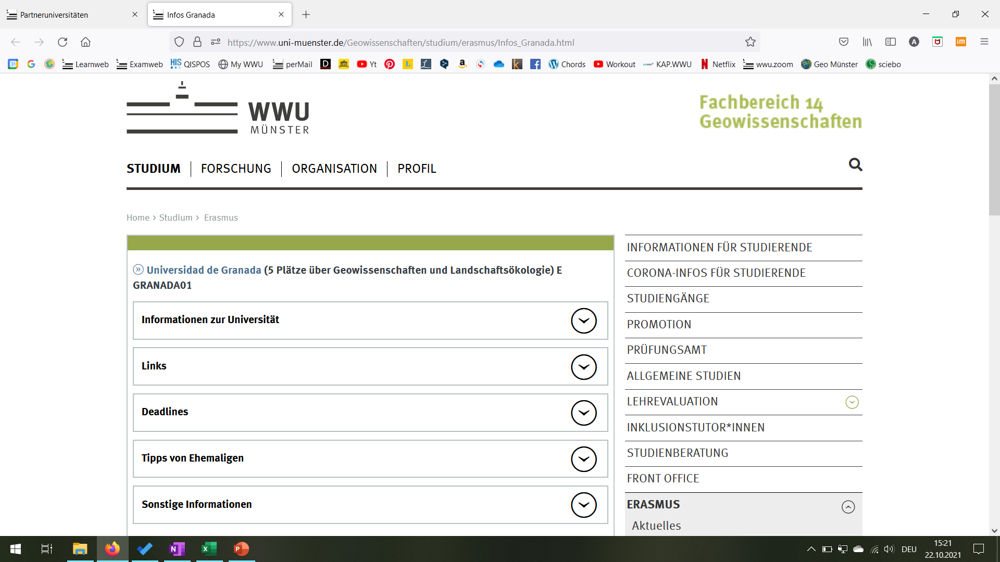 Partneruniversitäten
Infos Granada
https://www.uni-muenster.de/Geowissenschaften/studium/erasmus/Infos_Granada.html
Learnweb
Examweb
QISPOS
My WWU
perMail
Yt
Chords
Workout
KAP.WWU
Netflix
wwu.zoom
Geo Münster
sciebo
WWU
MÜNSTER
Fachbereich 14
Geowissenschaften
STUDIUM
FORSCHUNG
ORGANISATION
PROFIL
Home › Studium › Erasmus
Universidad de Granada (5 Plätze über Geowissenschaften und Landschaftsökologie) E
GRANADA01
Informationen zur Universität
Links
Deadlines
Tipps von Ehemaligen
Sonstige Informationen
INFORMATIONEN FÜR STUDIERENDE
CORONA-INFOS FÜR STUDIERENDE
STUDIENGÄNGE
PROMOTION
PRÜFUNGSAMT
ALLGEMEINE STUDIEN
LEHREVALUATION
INKLUSIONSTUTOR*INNEN
STUDIENBERATUNG
FRONT OFFICE
ERASMUS
Aktuelles
DEU
15:21
22.10.2021